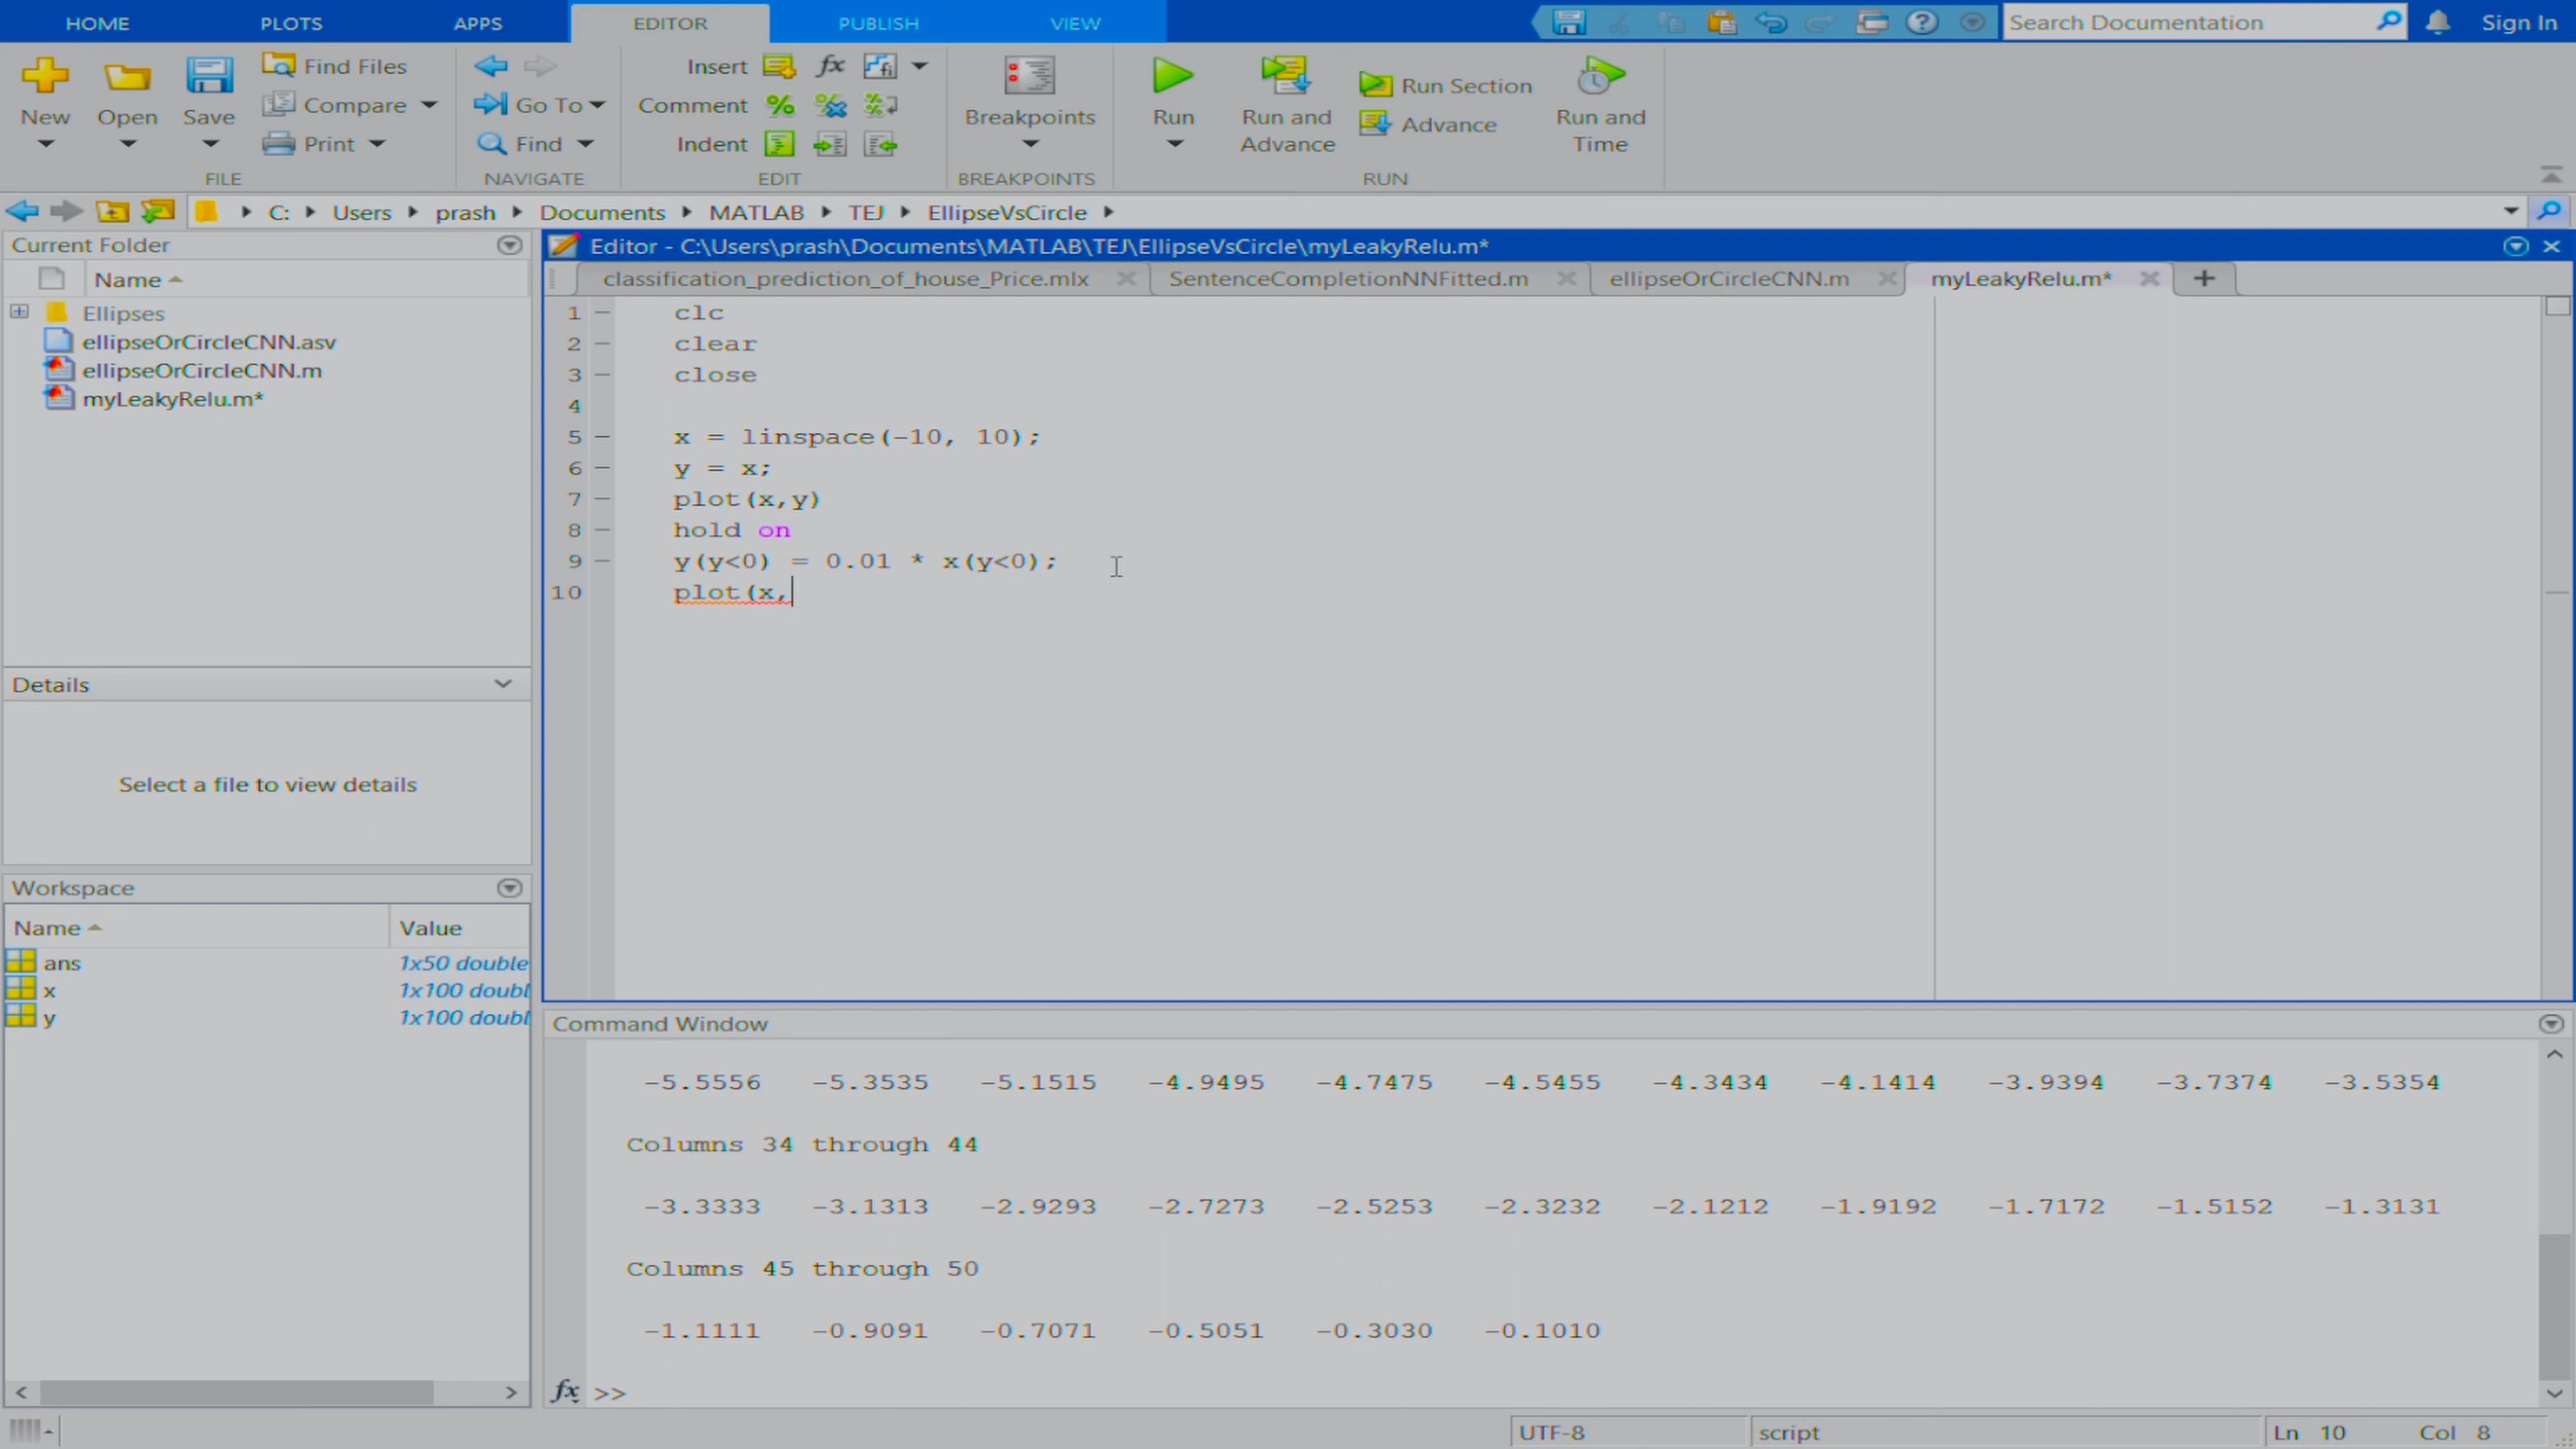 HOME PLOTS APPS EDITOR PUBLISH VIEW Search Documentation Sign In
New Open Save Find Files Compare Print
FILE
Go To Find
NAVIGATE
Insert fx
Comment
Indent
EDIT
Breakpoints
BREAKPOINTS
Run Run and Advance Run Section Advance Run and Time
RUN
C: Users prash Documents MATLAB TEJ EllipseVsCircle
Current Folder
Name
Ellipses
ellipseOrCircleCNN.asv
ellipseOrCircleCNN.m
myLeakyRelu.m*
Details
Select a file to view details
Workspace
Name Value
ans 1x50 double
x 1x100 doubl
y 1x100 doubl
Editor - C:\Users\prash\Documents\MATLAB\TEJ\EllipseVsCircle\myLeakyRelu.m*
classification_prediction_of_house_Price.mlx SentenceCompletionNNFitted.m ellipseOrCircleCNN.m myLeakyRelu.m*
1 clc
2 clear
3 close
4
5 x = linspace(-10, 10);
6 y = x;
7 plot(x,y)
8 hold on
9 y(y<0) = 0.01 * x(y<0);
10 plot(x,
Command Window
-5.5556 -5.3535 -5.1515 -4.9495 -4.7475 -4.5455 -4.3434 -4.1414 -3.9394 -3.7374 -3.5354
Columns 34 through 44
-3.3333 -3.1313 -2.9293 -2.7273 -2.5253 -2.3232 -2.1212 -1.9192 -1.7172 -1.5152 -1.3131
Columns 45 through 50
-1.1111 -0.9091 -0.7071 -0.5051 -0.3030 -0.1010
fx >>
UTF-8 script Ln 10 Col 8